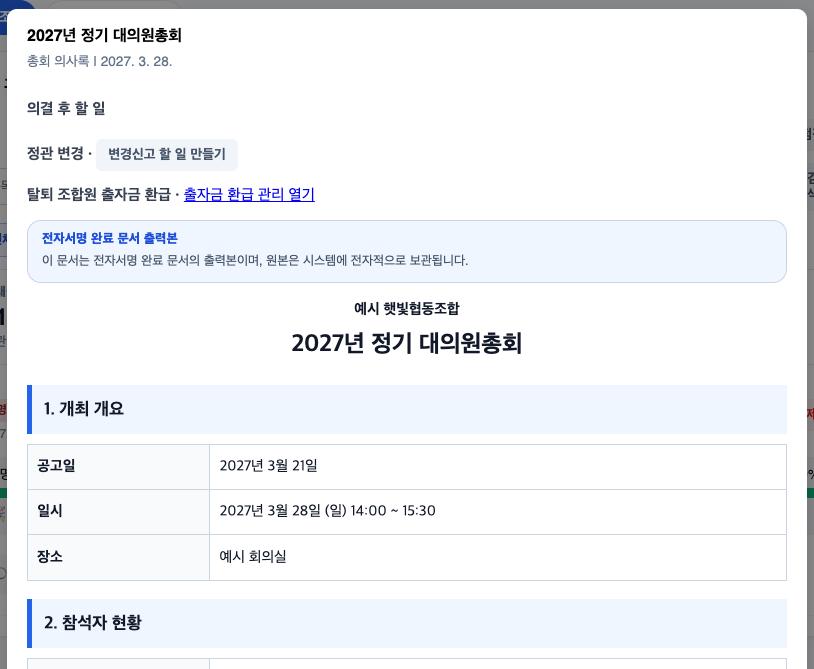 2027년 정기 대의원총회
총회 의사록 | 2027. 3. 28.
의결 후 할 일
정관 변경 · 변경신고 할 일 만들기
탈퇴 조합원 출자금 환급 · 출자금 환급 관리 열기
전자서명 완료 문서 출력본
이 문서는 전자서명 완료 문서의 출력본이며, 원본은 시스템에 전자적으로 보관됩니다.
예시 햇빛협동조합
2027년 정기 대의원총회
1. 개최 개요
공고일 2027년 3월 21일
일시 2027년 3월 28일 (일) 14:00 ~ 15:30
장소 예시 회의실
2. 참석자 현황